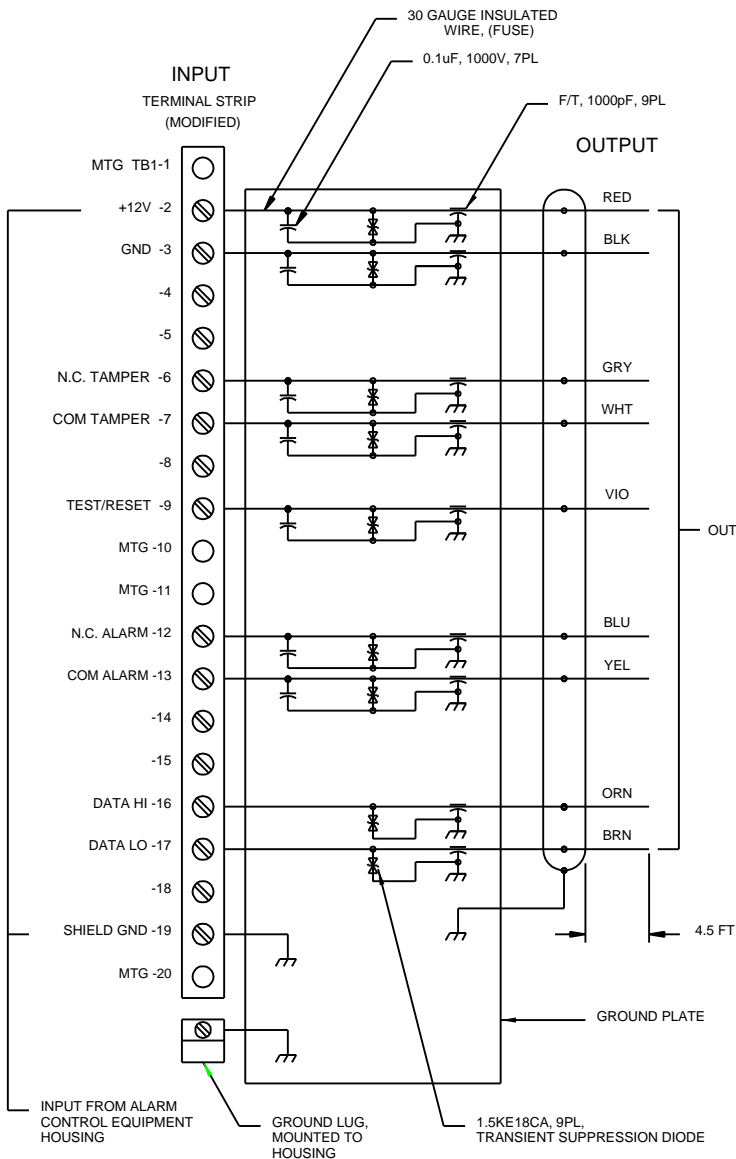 30 GAUGE INSULATED
WIRE, (FUSE)
0.1uF, 1000V, 7PL
INPUT
TERMINAL STRIP
(MODIFIED)
F/T, 1000pF, 9PL
OUTPUT
MTG TB1-1
+12V -2
RED
GND -3
BLK
-4
-5
N.C. TAMPER -6
GRY
COM TAMPER -7
WHT
-8
TEST/RESET -9
VIO
OUT
MTG -10
MTG -11
N.C. ALARM -12
BLU
COM ALARM -13
YEL
-14
-15
DATA HI -16
ORN
DATA LO -17
BRN
-18
SHIELD GND -19
4.5 FT
MTG -20
GROUND PLATE
INPUT FROM ALARM
CONTROL EQUIPMENT
HOUSING
GROUND LUG,
MOUNTED TO
HOUSING
1.5KE18CA, 9PL,
TRANSIENT SUPPRESSION DIODE